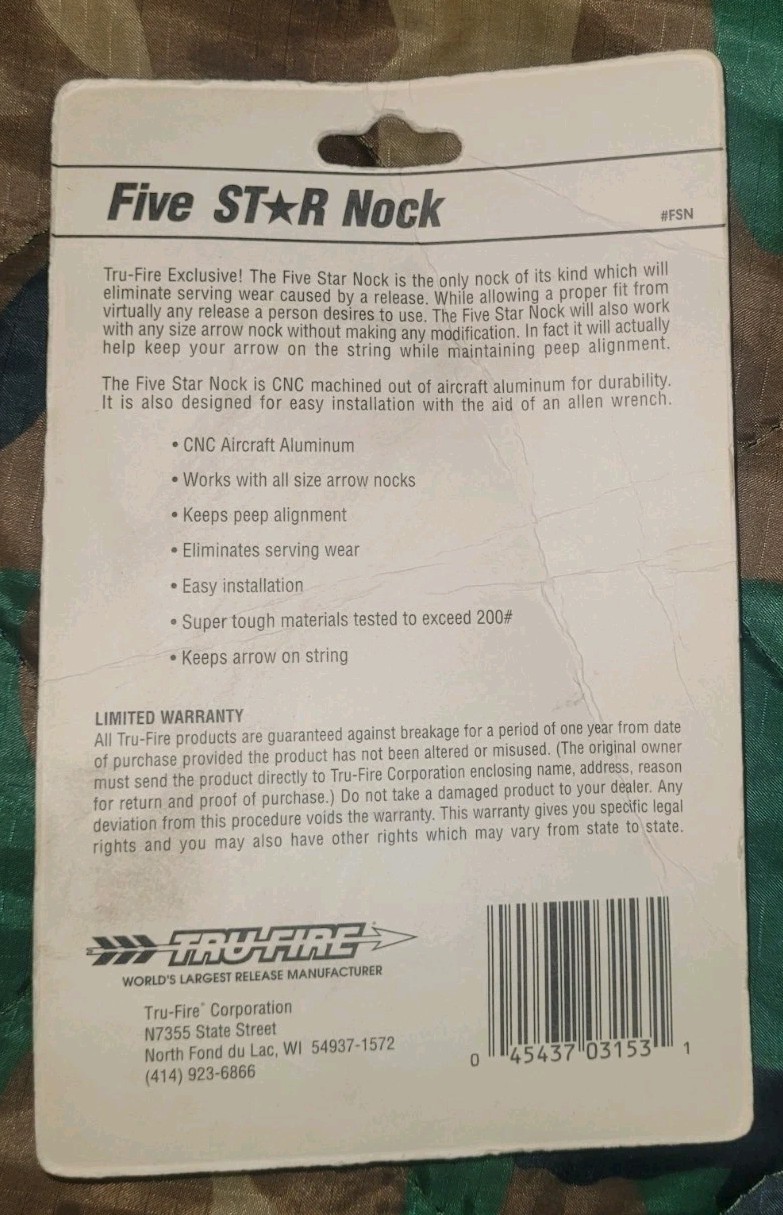 Five ST★R Nock
#FSN
Tru-Fire Exclusive! The Five Star Nock is the only nock of its kind which will
eliminate serving wear caused by a release. While allowing a proper fit from
virtually any release a person desires to use. The Five Star Nock will also work
with any size arrow nock without making any modification. In fact it will actually
help keep your arrow on the string while maintaining peep alignment.
The Five Star Nock is CNC machined out of aircraft aluminum for durability.
It is also designed for easy installation with the aid of an allen wrench.
• CNC Aircraft Aluminum
• Works with all size arrow nocks
• Keeps peep alignment
• Eliminates serving wear
• Easy installation
• Super tough materials tested to exceed 200#
• Keeps arrow on string
LIMITED WARRANTY
All Tru-Fire products are guaranteed against breakage for a period of one year from date
of purchase provided the product has not been altered or misused. (The original owner
must send the product directly to Tru-Fire Corporation enclosing name, address, reason
for return and proof of purchase.) Do not take a damaged product to your dealer. Any
deviation from this procedure voids the warranty. This warranty gives you specific legal
rights and you may also have other rights which may vary from state to state.
TRU-FIRE
WORLD'S LARGEST RELEASE MANUFACTURER
Tru-Fire® Corporation
N7355 State Street
North Fond du Lac, WI 54937-1572
(414) 923-6866
0 45437 03153 1